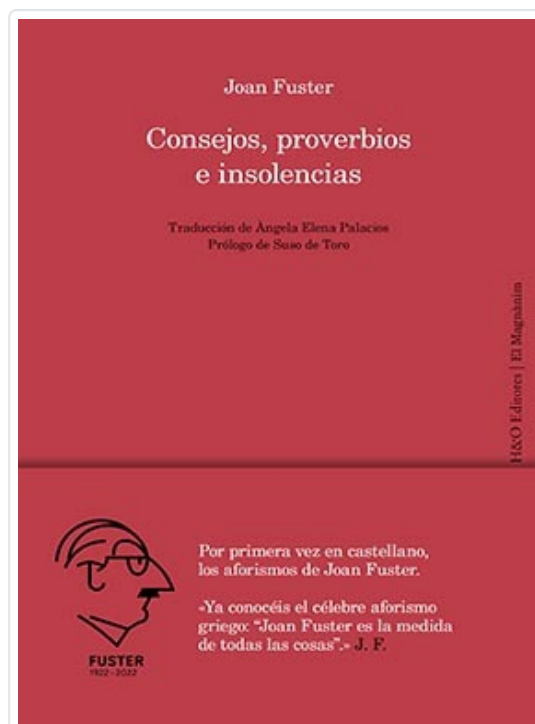 Joan Fuster
Consejos, proverbios
e insolencias
Traducción de Àngela Elena Palacios
Prólogo de Suso de Toro
H&O Editores | El Magnànim
Por primera vez en castellano,
los aforismos de Joan Fuster.
«Ya conocéis el célebre aforismo
griego: “Joan Fuster es la medida
de todas las cosas”.» J. F.
FUSTER
1922 - 2022